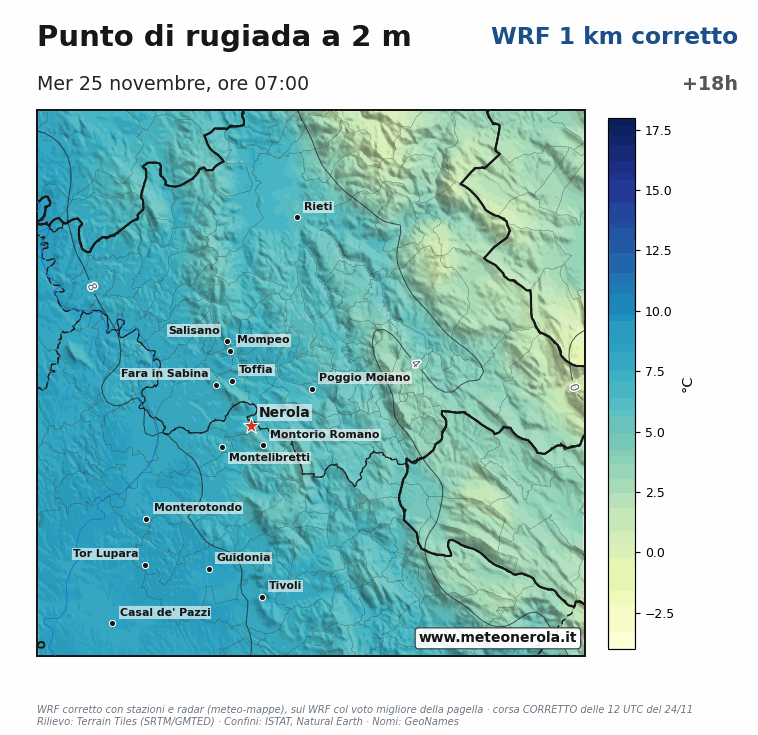 Punto di rugiada a 2 m
WRF 1 km corretto
Mer 25 novembre, ore 07:00
+18h
Rieti
8
Salisano
Mompeo
4
Fara in Sabina
Toffia
Poggio Moiano
0
Nerola
Montorio Romano
Montelibretti
Monterotondo
Tor Lupara
Guidonia
Tivoli
Casal de' Pazzi
www.meteonerola.it
17.5
15.0
12.5
10.0
7.5
5.0
2.5
0.0
−2.5
°C
WRF corretto con stazioni e radar (meteo-mappe), sul WRF col voto migliore della pagella · corsa CORRETTO delle 12 UTC del 24/11
Rilievo: Terrain Tiles (SRTM/GMTED) · Confini: ISTAT, Natural Earth · Nomi: GeoNames